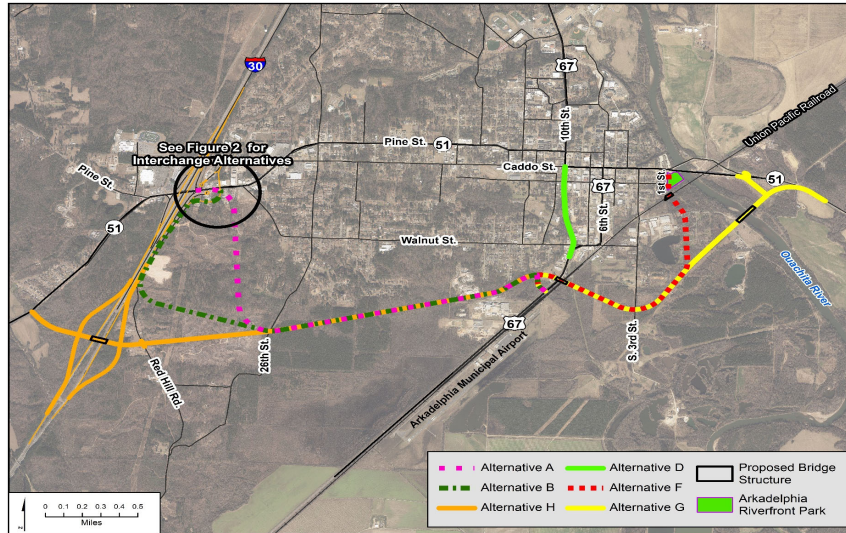 30
67
10th St.
Union Pacific Railroad
See Figure 2 for
Interchange Alternatives
Pine St.
51
Caddo St.
Pine St.
67
1st St.
51
6th St.
51
Walnut St.
Ouachita River
67
26th St.
S. 3rd St.
Red Hill Rd.
Arkadelphia Municipal Airport
0 0.1 0.2 0.3 0.4 0.5
Miles
N
Alternative A
Alternative B
Alternative H
Alternative D
Alternative F
Alternative G
Proposed Bridge
Structure
Arkadelphia
Riverfront Park